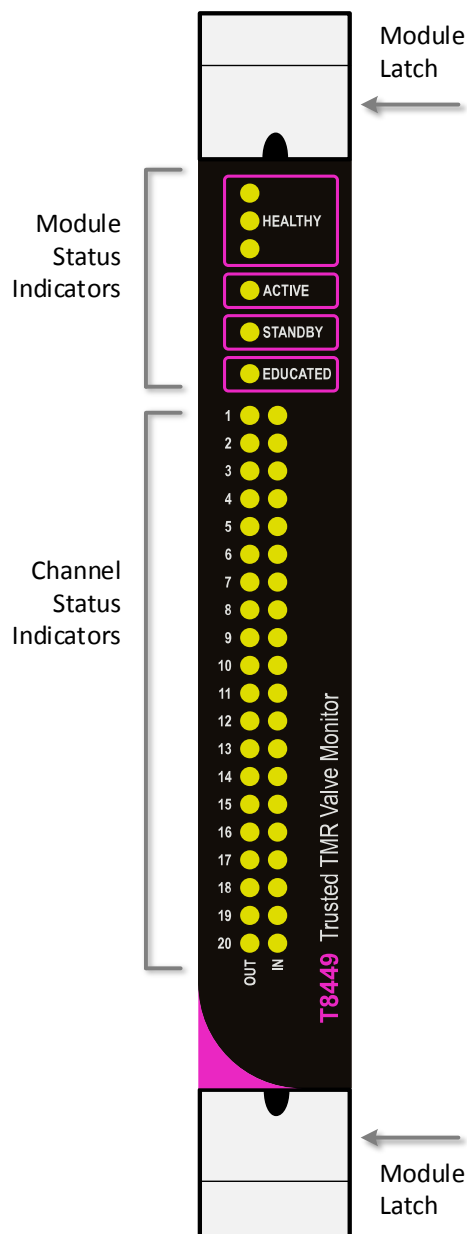 Module
Latch
Module
Status
Indicators
HEALTHY
ACTIVE
STANDBY
EDUCATED
Channel
Status
Indicators
1
2
3
4
5
6
7
8
9
10
11
12
13
14
15
16
17
18
19
20
OUT
IN
T8449 Trusted TMR Valve Monitor
Module
Latch